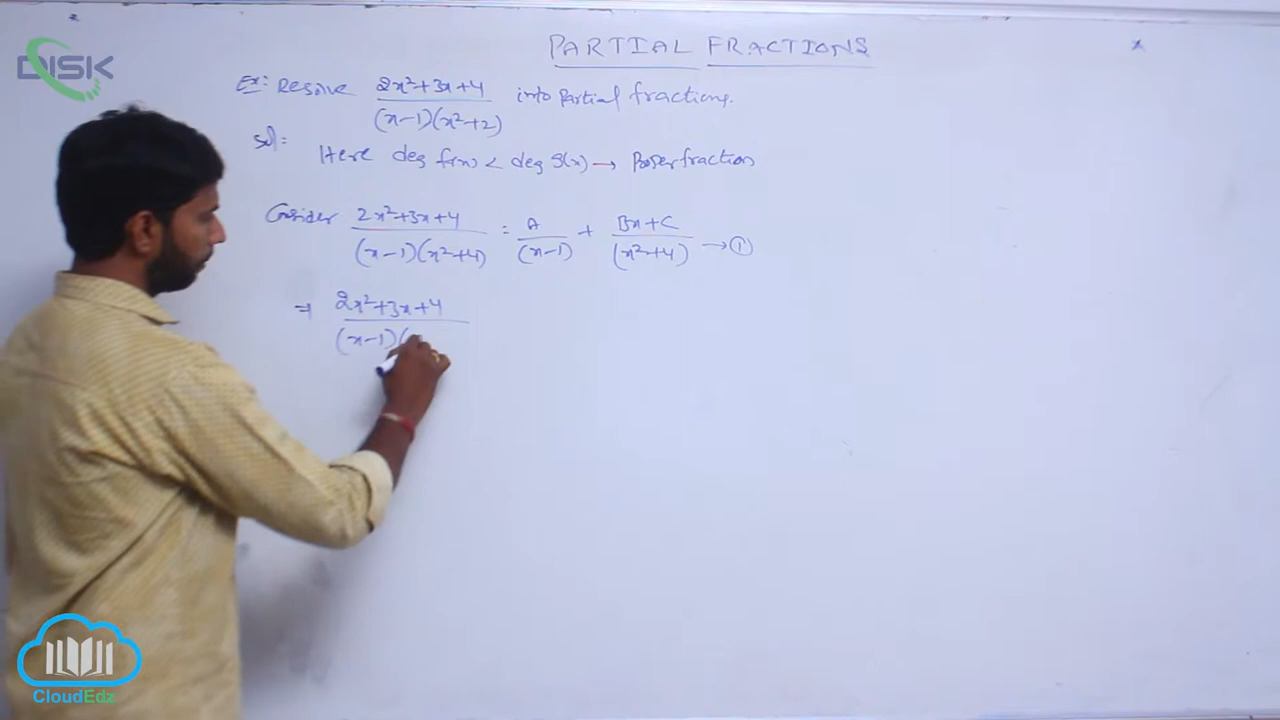 DISK
PARTIAL FRACTIONS
Ex: Resolve 2x²+3x+4 / (x-1)(x²+2) into Partial fractions.
Sol:
Here deg f(x) < deg g(x) → Proper fraction
Consider 2x²+3x+4 / (x-1)(x²+4) = A / (x-1) + Bx+C / (x²+4) → ①
⇒ 2x²+3x+4 / (x-1)(
CloudEdz